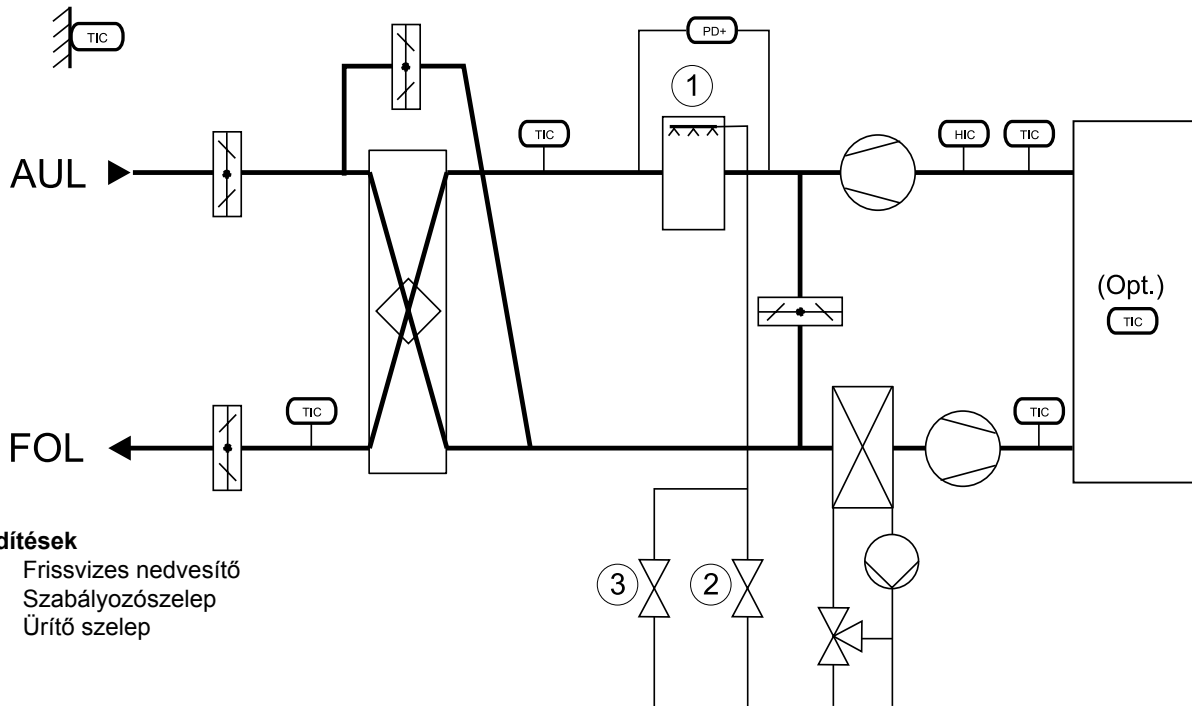 TIC
PD+
1
TIC
HIC TIC
AUL
(Opt.)
TIC
TIC
TIC
FOL
dítések
Frissvizes nedvesítő
Szabályozószelep
Ürítő szelep
3
2